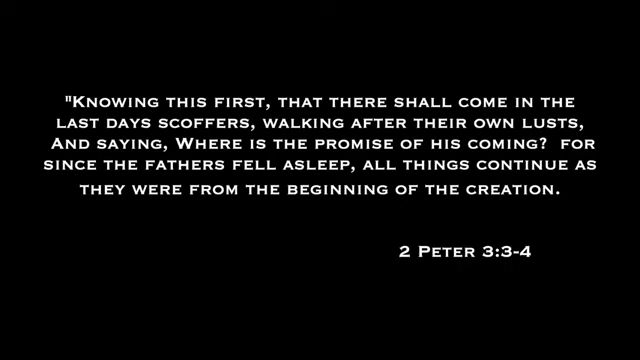 "Knowing this first, that there shall come in the
last days scoffers, walking after their own lusts,
And saying, Where is the promise of his coming?  for
since the fathers fell asleep, all things continue as
they were from the beginning of the creation.
2 Peter 3:3-4